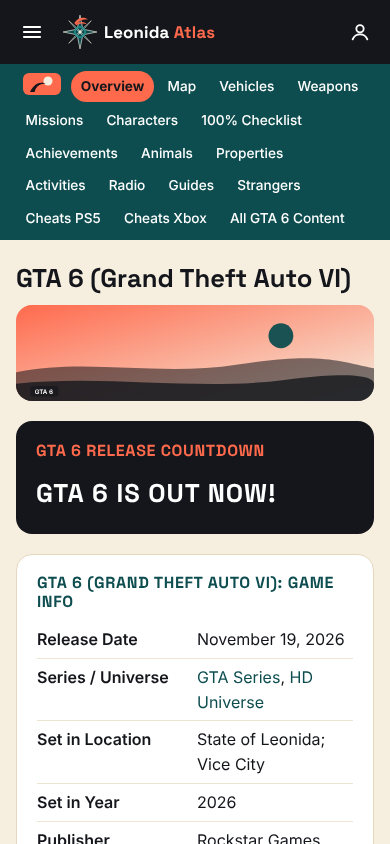 Leonida Atlas
Overview
Map
Vehicles
Weapons
Missions
Characters
100% Checklist
Achievements
Animals
Properties
Activities
Radio
Guides
Strangers
Cheats PS5
Cheats Xbox
All GTA 6 Content
GTA 6 (Grand Theft Auto VI)
GTA 6
GTA 6 RELEASE COUNTDOWN
GTA 6 IS OUT NOW!
GTA 6 (GRAND THEFT AUTO VI): GAME
INFO
Release Date
November 19, 2026
Series / Universe
GTA Series, HD
Universe
Set in Location
State of Leonida;
Vice City
Set in Year
2026
Publisher
Rockstar Games